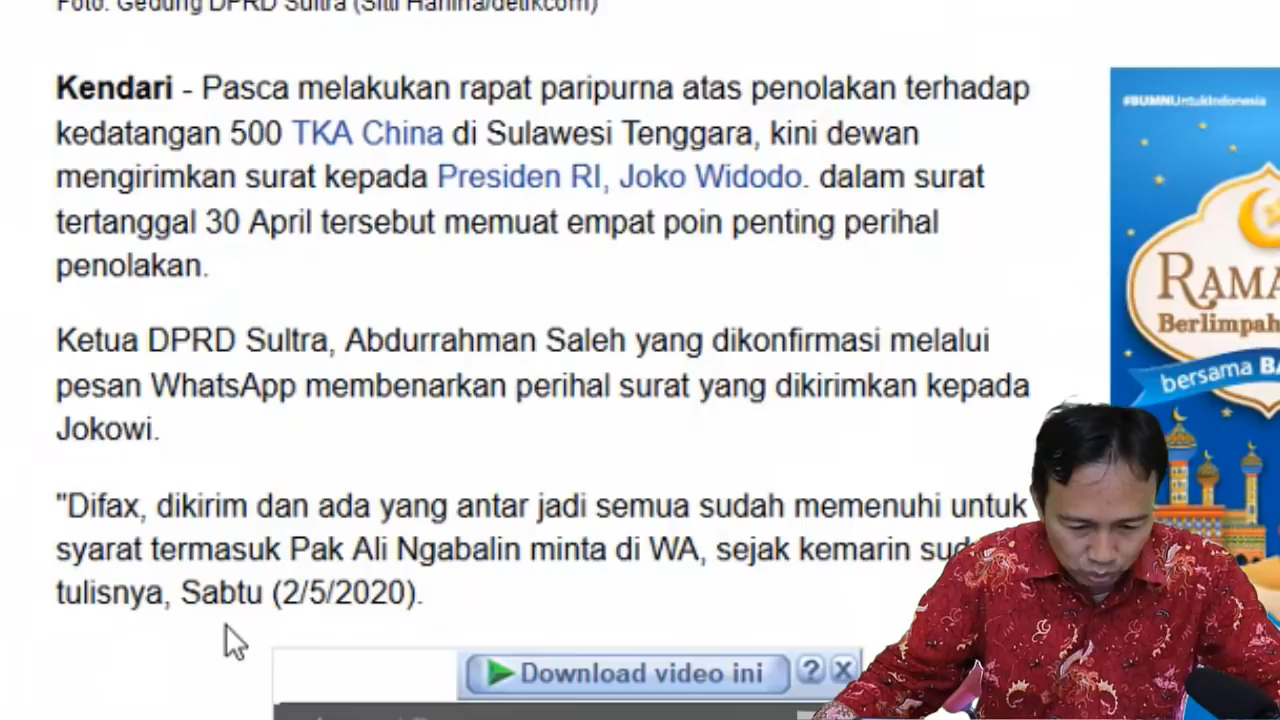 Foto: Gedung DPRD Sultra (Sitti Harlina/detikcom)
Kendari - Pasca melakukan rapat paripurna atas penolakan terhadap
kedatangan 500 TKA China di Sulawesi Tenggara, kini dewan
mengirimkan surat kepada Presiden RI, Joko Widodo. dalam surat
tertanggal 30 April tersebut memuat empat poin penting perihal
penolakan.
Ketua DPRD Sultra, Abdurrahman Saleh yang dikonfirmasi melalui
pesan WhatsApp membenarkan perihal surat yang dikirimkan kepada
Jokowi.
"Difax, dikirim dan ada yang antar jadi semua sudah memenuhi untuk
syarat termasuk Pak Ali Ngabalin minta di WA, sejak kemarin
tulisnya, Sabtu (2/5/2020).
#BUMNUntukIndonesia
Berlimpah
bersama
Download video ini
? X